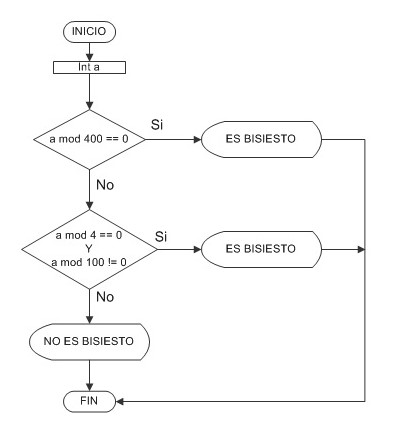 INICIO
Int a
a mod 400 == 0
Si
ES BISIESTO
No
a mod 4 == 0
Y
a mod 100 != 0
Si
ES BISIESTO
No
NO ES BISIESTO
FIN